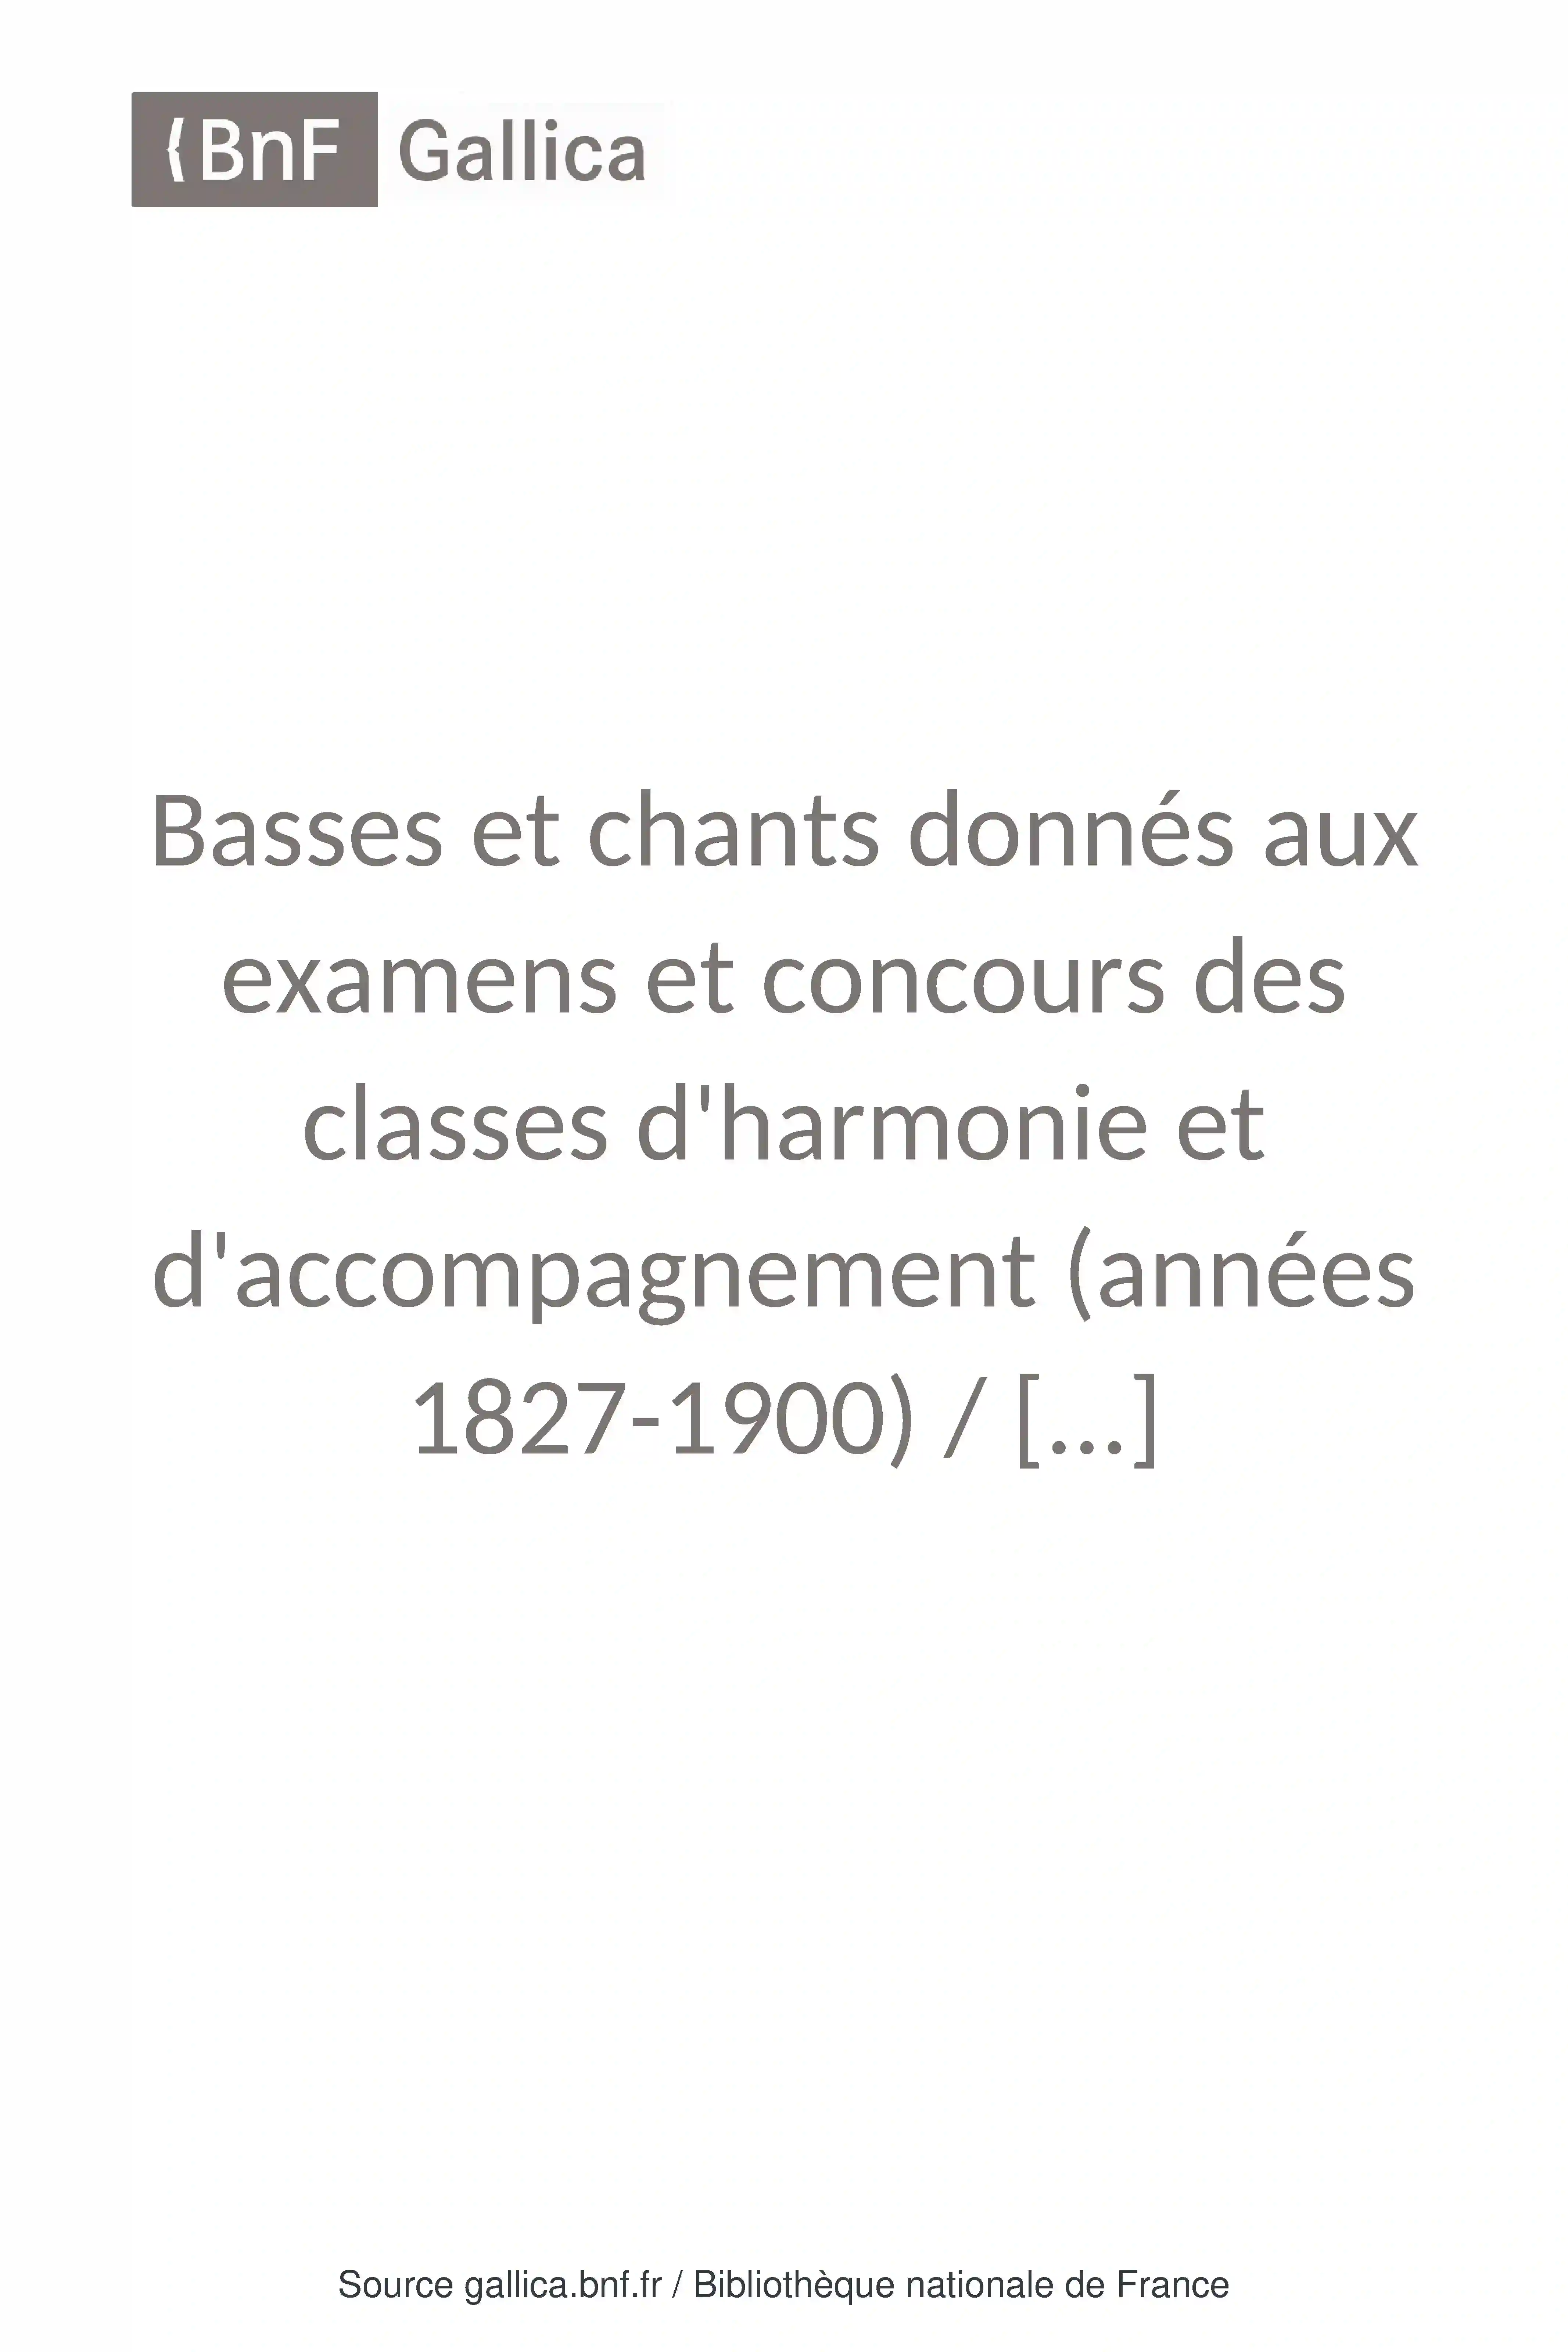 {BnF Gallica
Basses et chants donnés aux
examens et concours des
classes d'harmonie et
d'accompagnement (années
1827-1900) / [...]
Source gallica.bnf.fr / Bibliothèque nationale de France